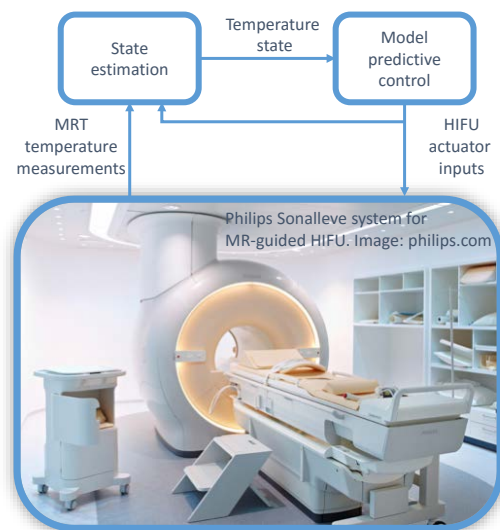 State
estimation
Temperature
state
Model
predictive
control
MRT
temperature
measurements
HIFU
actuator
inputs
Philips Sonalleve system for
MR-guided HIFU. Image: philips.com